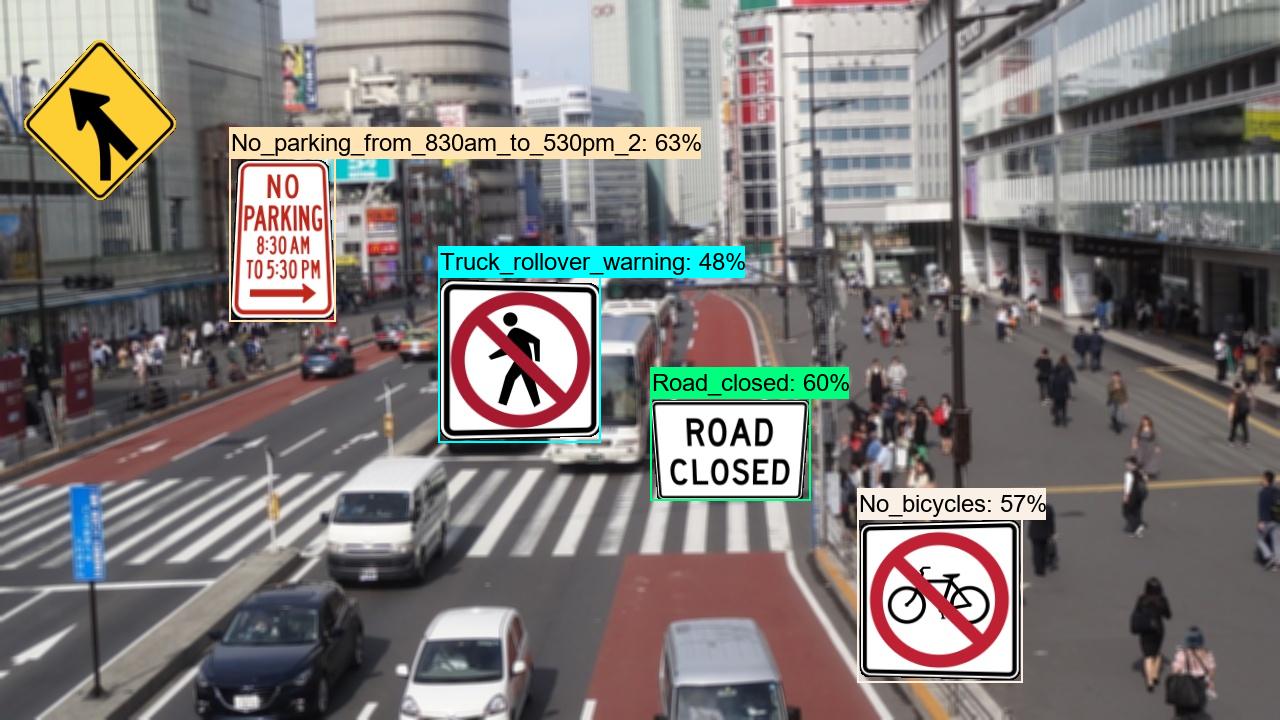 No_parking_from_830am_to_530pm_2: 63%
NO
PARKING
8:30 AM
TO 5:30 PM
Truck_rollover_warning: 48%
Road_closed: 60%
ROAD
CLOSED
No_bicycles: 57%